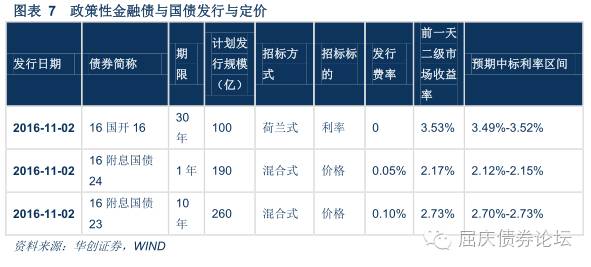 图表 7 政策性金融债与国债发行与定价
发行日期 债券简称 期限 计划发行规模（亿） 招标方式 招标标的 发行费率 前一天二级市场收益率 预期中标利率区间
2016-11-02 16 国开 16 30年 100 荷兰式 利率 0 3.53% 3.49%-3.52%
2016-11-02 16 附息国债24 1 年 190 混合式 价格 0.05% 2.17% 2.12%-2.15%
2016-11-02 16 附息国债23 10年 260 混合式 价格 0.10% 2.73% 2.70%-2.73%
资料来源：华创证券，WIND
屈庆债券论坛